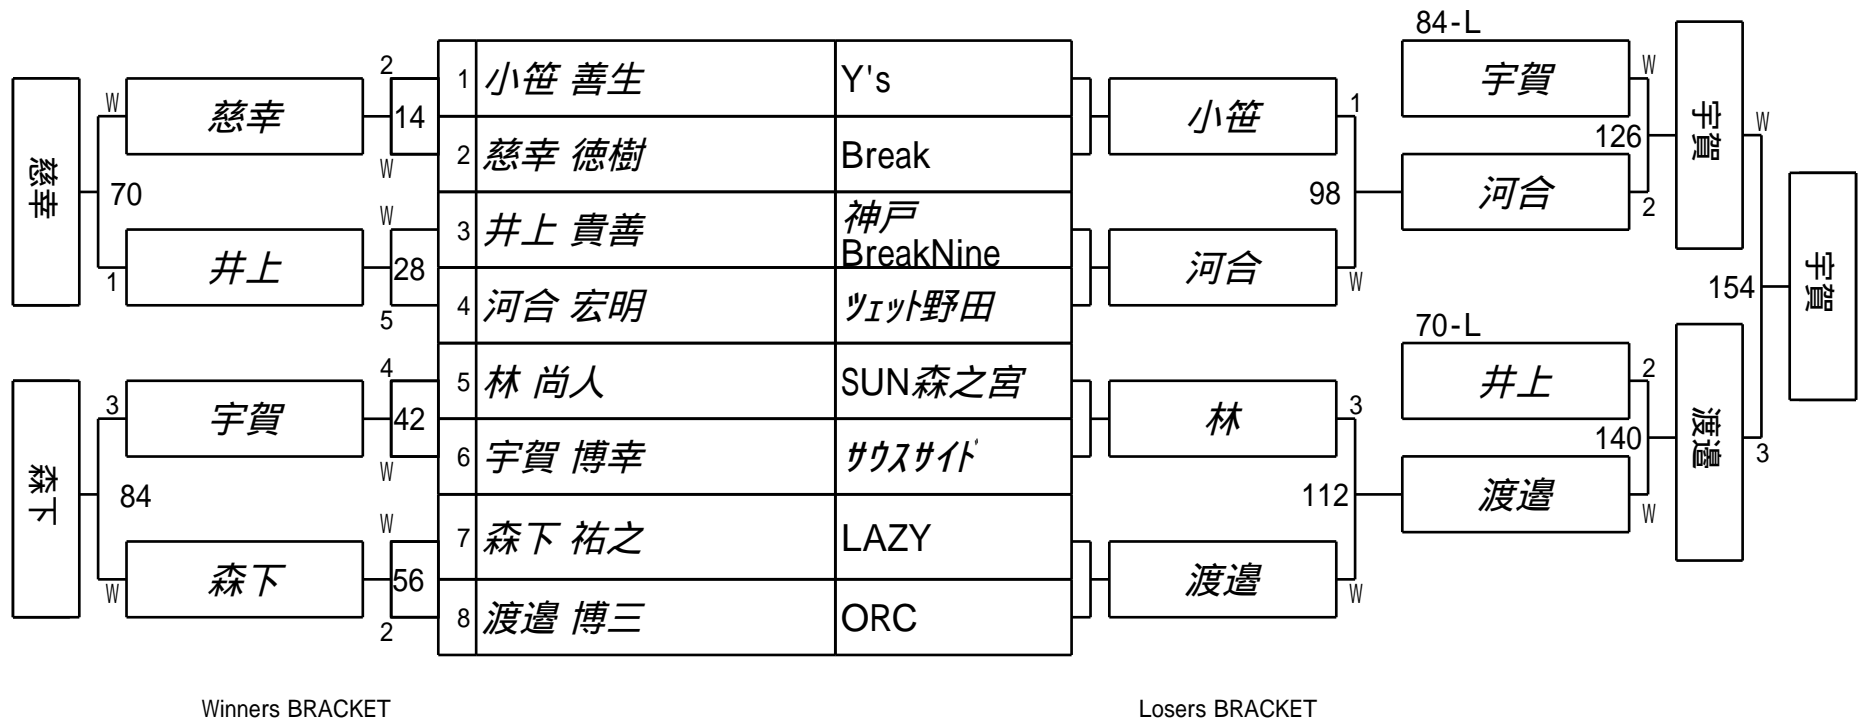 慈幸
森下
W
慈幸
70
1
井上
3
宇賀
84
W
森下
2
14
W
W
28
5
4
42
W
W
56
2
1 小笹 善生 Y's
2 慈幸 徳樹 Break
3 井上 貴善 神戸
BreakNine
4 河合 宏明 ツェット野田
5 林 尚人 SUN森之宮
6 宇賀 博幸 サウスサイド
7 森下 祐之 LAZY
8 渡邉 博三 ORC
小笹
1
98
河合
W
林
3
112
渡邉
W
84-L
宇賀
W
126
河合
2
70-L
井上
2
140
渡邉
W
宇賀
W
154
渡邉
3
宇賀
Winners BRACKET
Losers BRACKET